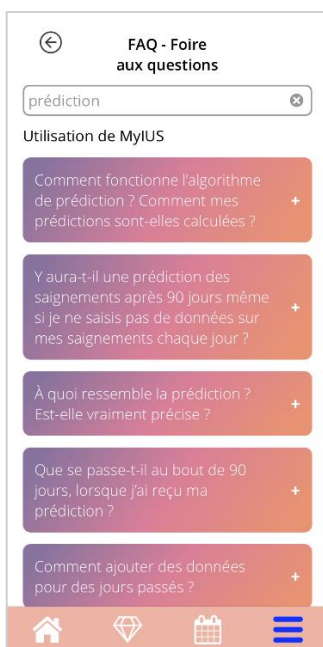 FAQ - Foire
aux questions
prédiction
Utilisation de MyIUS
Comment fonctionne l'algorithme
de prédiction ? Comment mes
prédictions sont-elles calculées ?
+
Y aura-t-il une prédiction des
saignements après 90 jours même
si je ne saisis pas de données sur
mes saignements chaque jour ?
+
À quoi ressemble la prédiction ?
Est-elle vraiment précise ?
+
Que se passe-t-il au bout de 90
jours, lorsque j'ai reçu ma
prédiction ?
+
Comment ajouter des données
pour des jours passés ?
+